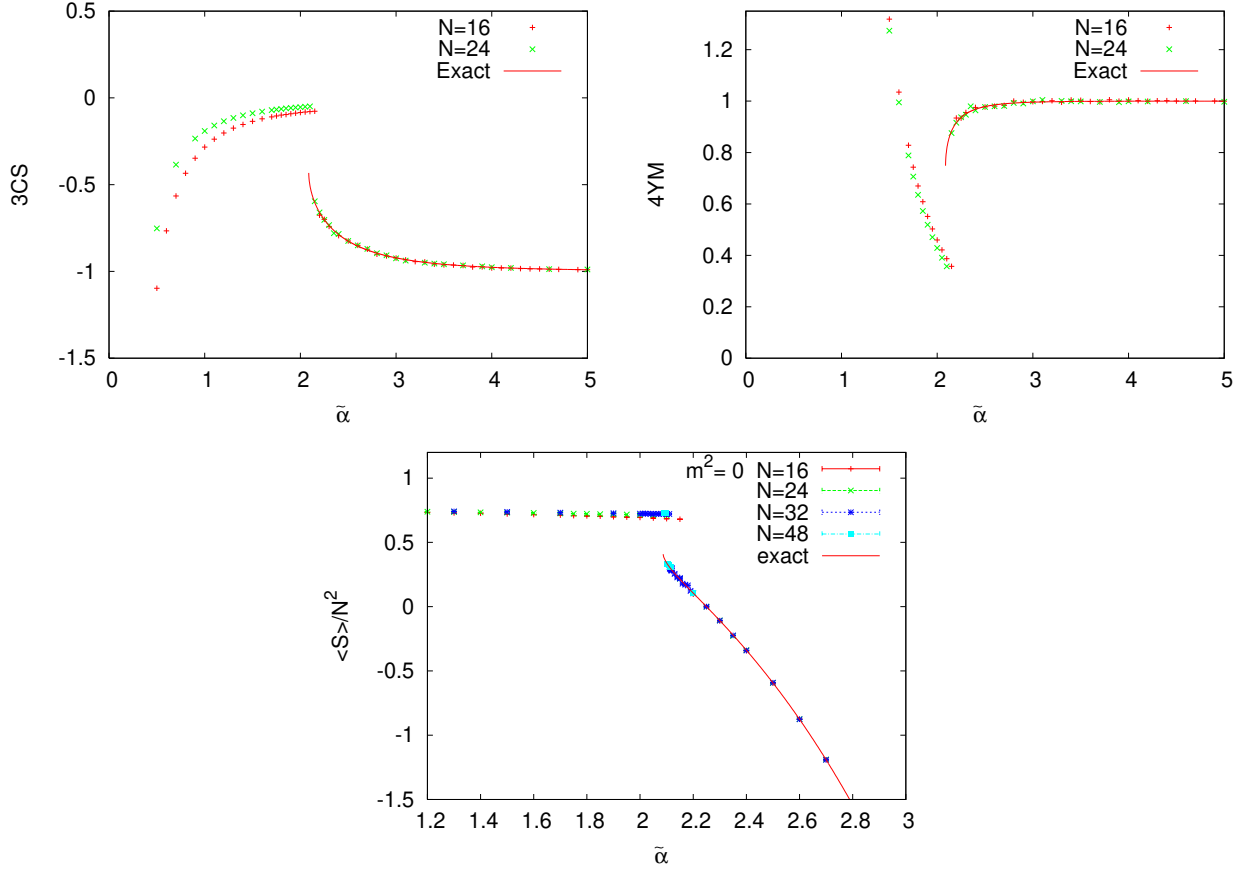 0.5
0
-0.5
-1
-1.5
3CS
0 1 2 3 4 5
α̃
N=16
N=24
Exact
1.2
1
0.8
0.6
0.4
0.2
0
4YM
0 1 2 3 4 5
α̃
N=16
N=24
Exact
1
0.5
0
-0.5
-1
-1.5
<S>/N²
1.2 1.4 1.6 1.8 2 2.2 2.4 2.6 2.8 3
α̃
m²= 0 N=16
N=24
N=32
N=48
exact